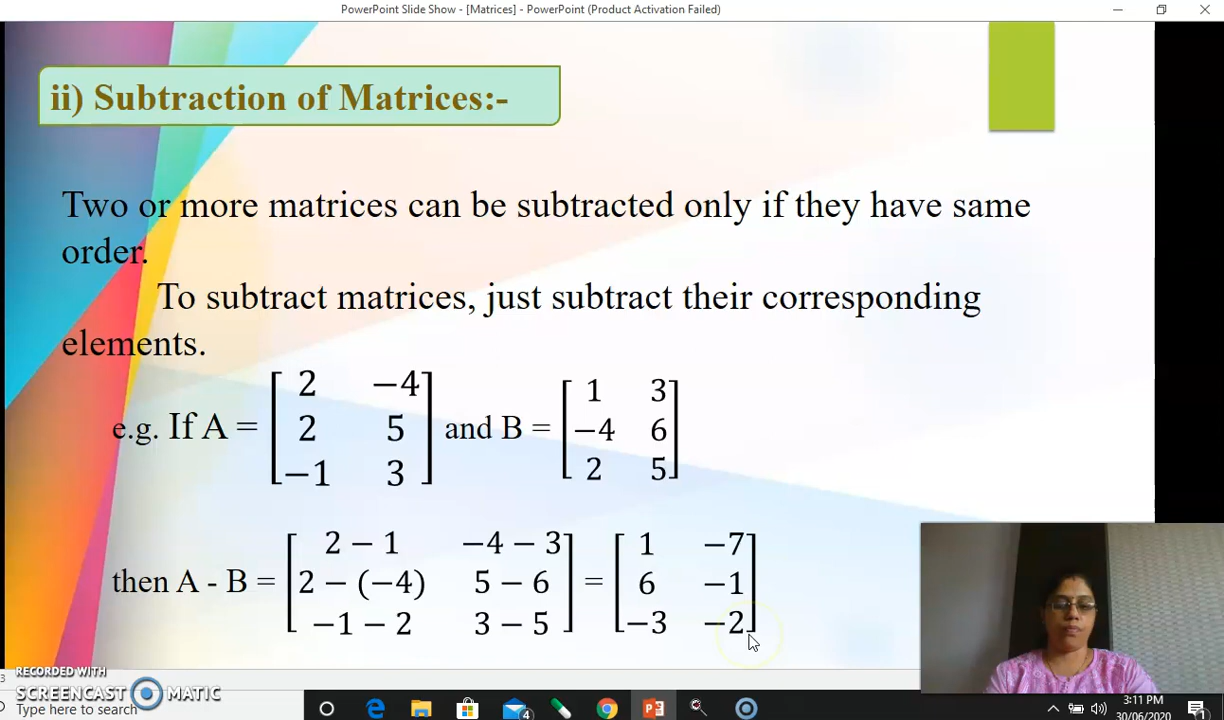 PowerPoint Slide Show - [Matrices] - PowerPoint (Product Activation Failed)
ii) Subtraction of Matrices:-
Two or more matrices can be subtracted only if they have same
order.
To subtract matrices, just subtract their corresponding
elements.
e.g. If A = [2 −4; 2 5; −1 3] and B = [1 3; −4 6; 2 5]
then A - B = [2 − 1 −4 − 3; 2 − (−4) 5 − 6; −1 − 2 3 − 5] = [1 −7; 6 −1; −3 −2]
3
RECORDED WITH
SCREENCAST MATIC
Type here to search
4
3:11 PM
30/06/2020
1